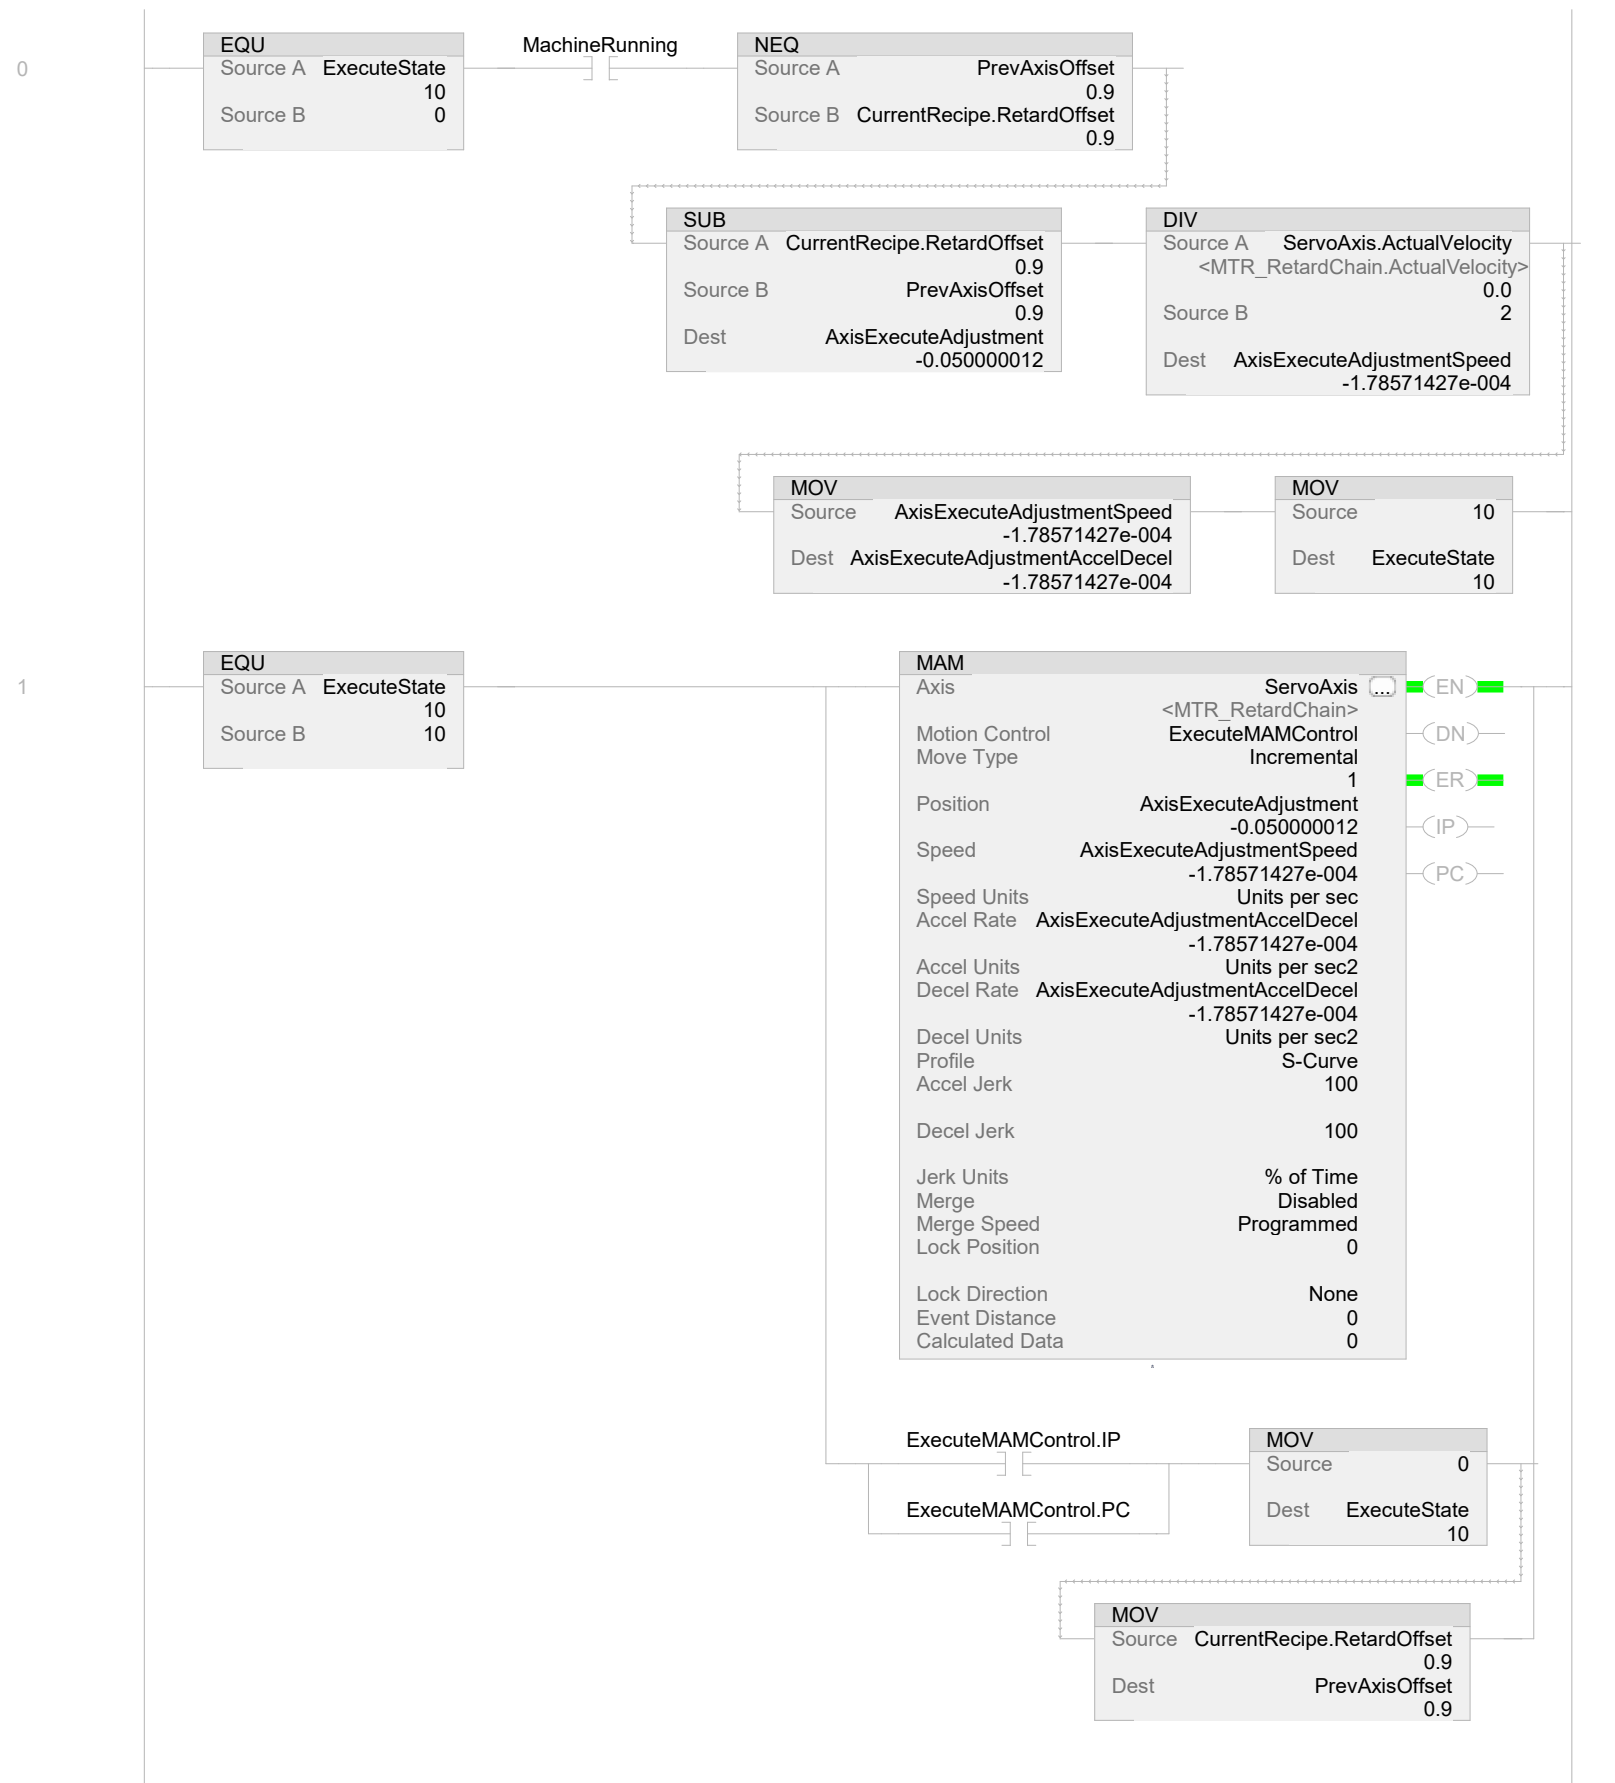 0
EQU
Source A ExecuteState
10
Source B 0
MachineRunning
NEQ
Source A PrevAxisOffset
0.9
Source B CurrentRecipe.RetardOffset
0.9
SUB
Source A CurrentRecipe.RetardOffset
0.9
Source B PrevAxisOffset
0.9
Dest AxisExecuteAdjustment
-0.050000012
DIV
Source A ServoAxis.ActualVelocity
<MTR_RetardChain.ActualVelocity>
0.0
Source B 2
Dest AxisExecuteAdjustmentSpeed
-1.78571427e-004
MOV
Source AxisExecuteAdjustmentSpeed
-1.78571427e-004
Dest AxisExecuteAdjustmentAccelDecel
-1.78571427e-004
MOV
Source 10
Dest ExecuteState
10
1
EQU
Source A ExecuteState
10
Source B 10
MAM
Axis ServoAxis ...
<MTR_RetardChain>
Motion Control ExecuteMAMControl
Move Type Incremental
1
Position AxisExecuteAdjustment
-0.050000012
Speed AxisExecuteAdjustmentSpeed
-1.78571427e-004
Speed Units Units per sec
Accel Rate AxisExecuteAdjustmentAccelDecel
-1.78571427e-004
Accel Units Units per sec2
Decel Rate AxisExecuteAdjustmentAccelDecel
-1.78571427e-004
Decel Units Units per sec2
Profile S-Curve
Accel Jerk 100
Decel Jerk 100
Jerk Units % of Time
Merge Disabled
Merge Speed Programmed
Lock Position 0
Lock Direction None
Event Distance 0
Calculated Data 0
EN
DN
ER
IP
PC
ExecuteMAMControl.IP
ExecuteMAMControl.PC
MOV
Source 0
Dest ExecuteState
10
MOV
Source CurrentRecipe.RetardOffset
0.9
Dest PrevAxisOffset
0.9